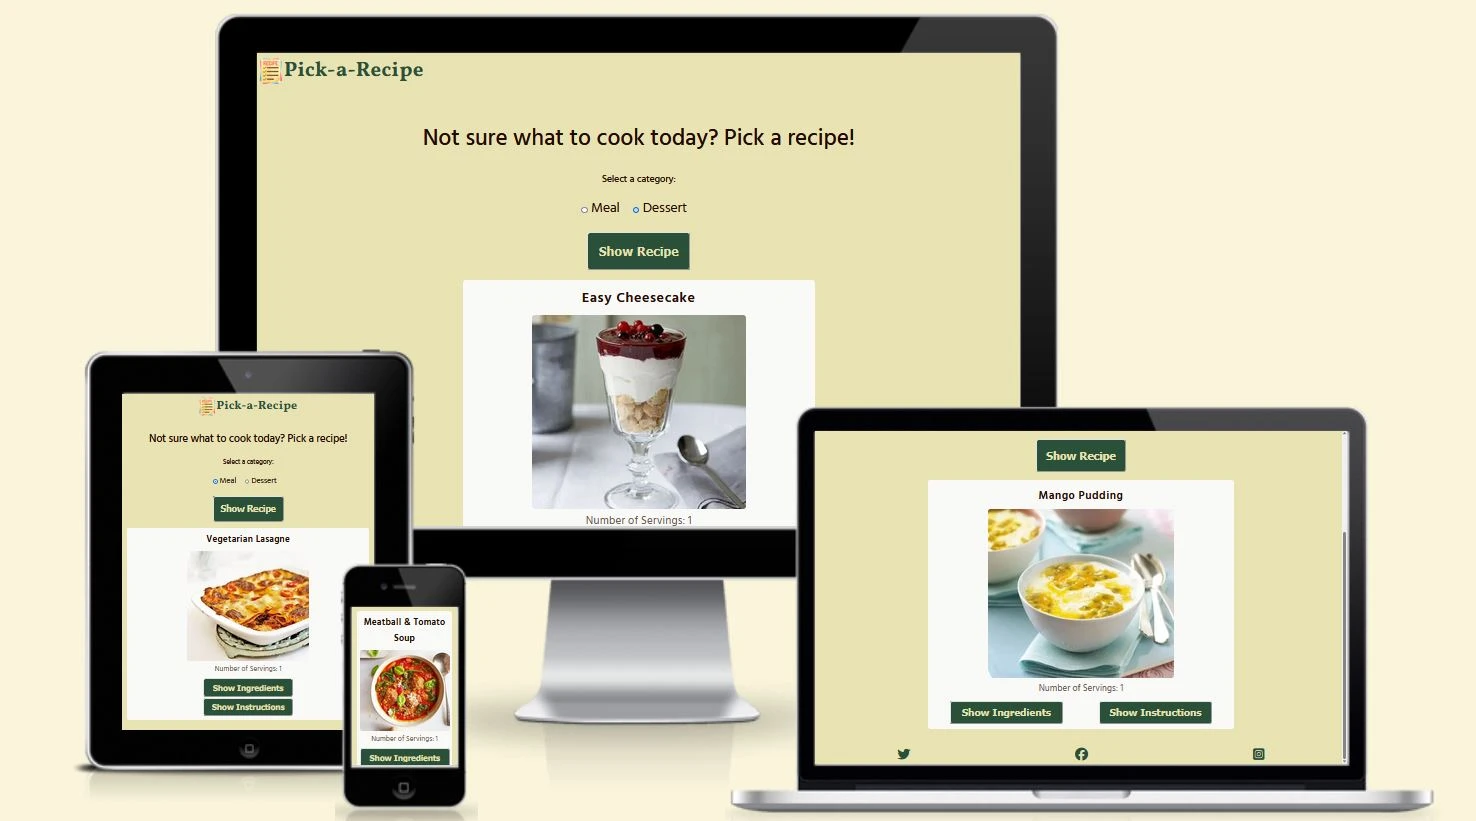 Pick-a-Recipe
Not sure what to cook today? Pick a recipe!
Select a category:
Meal Dessert
Show Recipe
Easy Cheesecake
Number of Servings: 1
Pick-a-Recipe
Not sure what to cook today? Pick a recipe!
Select a category:
Meal Dessert
Show Recipe
Vegetarian Lasagne
Number of Servings: 1
Show Ingredients
Show Instructions
Meatball & Tomato
Soup
Number of Servings: 1
Show Ingredients
Show Recipe
Mango Pudding
Number of Servings: 1
Show Ingredients Show Instructions